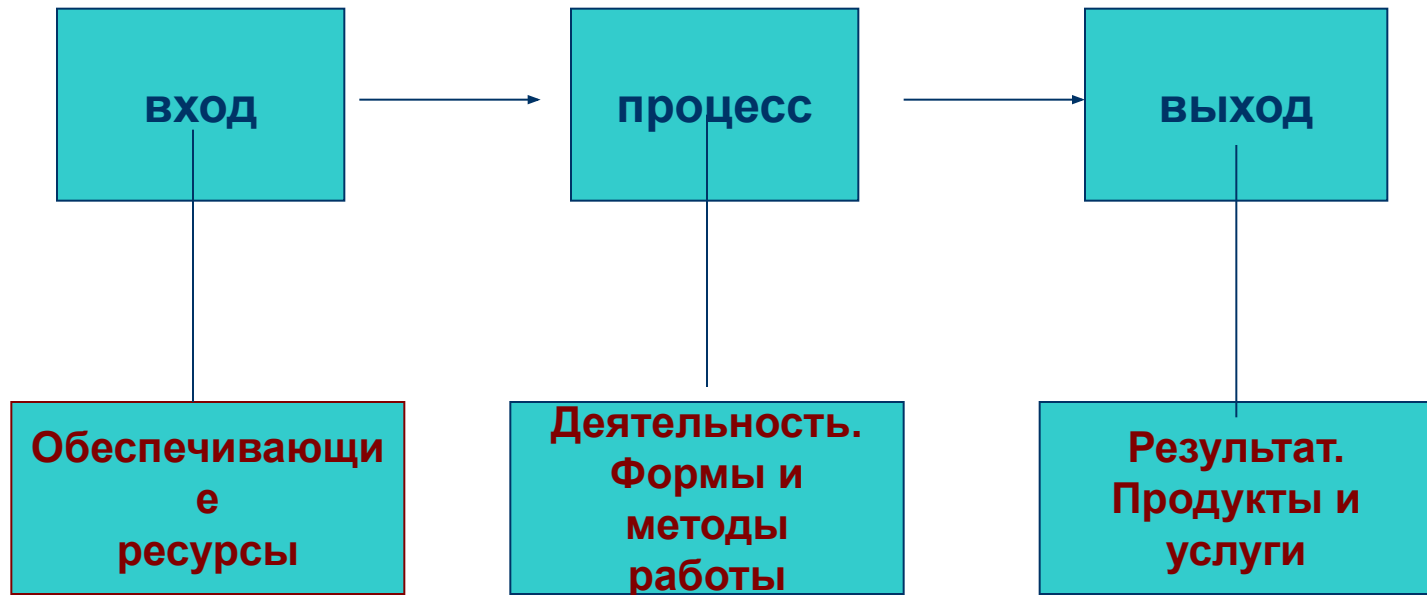 вход
процесс
выход
Обеспечивающи
е
ресурсы
Деятельность.
Формы и
методы
работы
Результат.
Продукты и
услуги